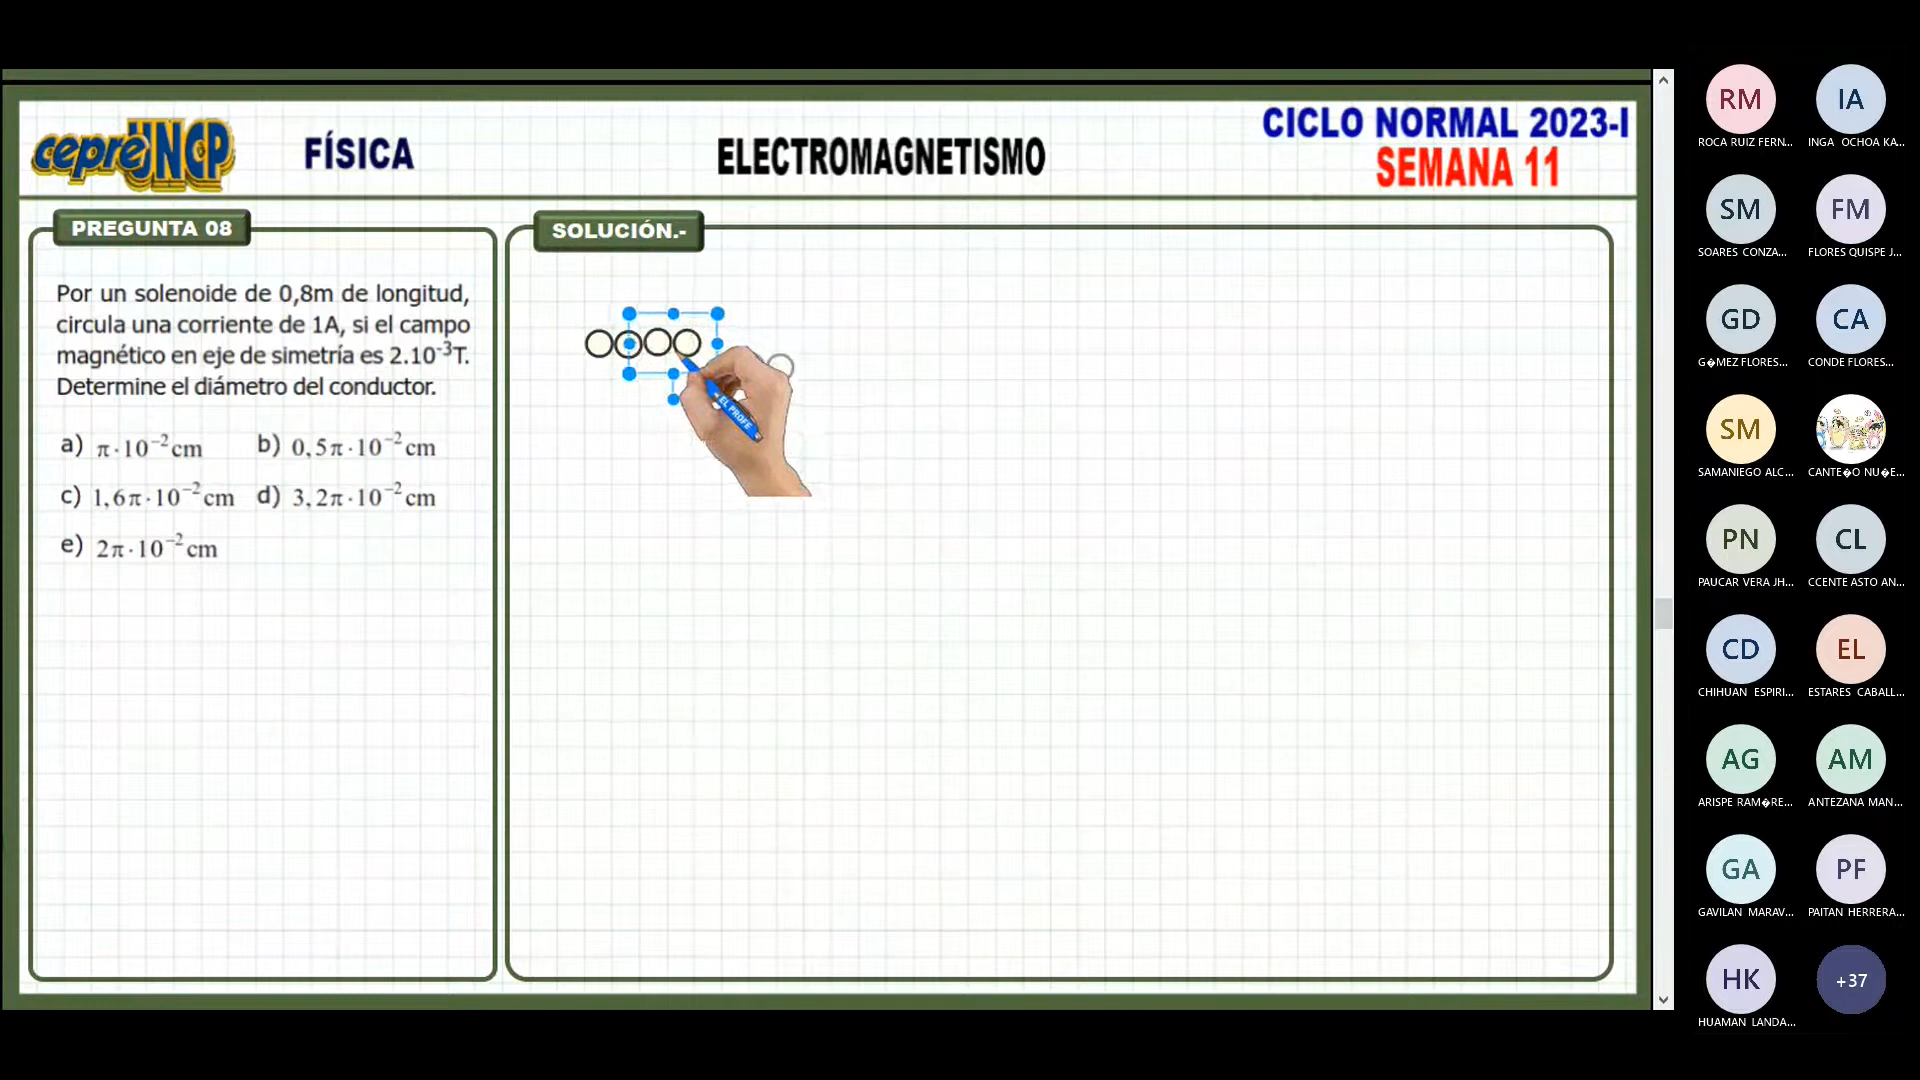 cepreUNCP
FÍSICA
ELECTROMAGNETISMO
CICLO NORMAL 2023-I
SEMANA 11
PREGUNTA 08
Por un solenoide de 0,8m de longitud,
circula una corriente de 1A, si el campo
magnético en eje de simetría es 2.10⁻³T.
Determine el diámetro del conductor.
a) π·10⁻²cm b) 0,5π·10⁻²cm
c) 1,6π·10⁻²cm d) 3,2π·10⁻²cm
e) 2π·10⁻²cm
SOLUCIÓN.-
EL PROFE
RM IA
ROCA RUIZ FERN... INGA OCHOA KA...
SM FM
SOARES CONZA... FLORES QUISPE J...
GD CA
G�MEZ FLORES... CONDE FLORES...
SM
SAMANIEGO ALC... CANTE�O NU�E...
PN CL
PAUCAR VERA JH... CCENTE ASTO AN...
CD EL
CHIHUAN ESPIRI... ESTARES CABALL...
AG AM
ARISPE RAM�RE... ANTEZANA MAN...
GA PF
GAVILAN MARAV... PAITAN HERRERA...
HK +37
HUAMAN LANDA...